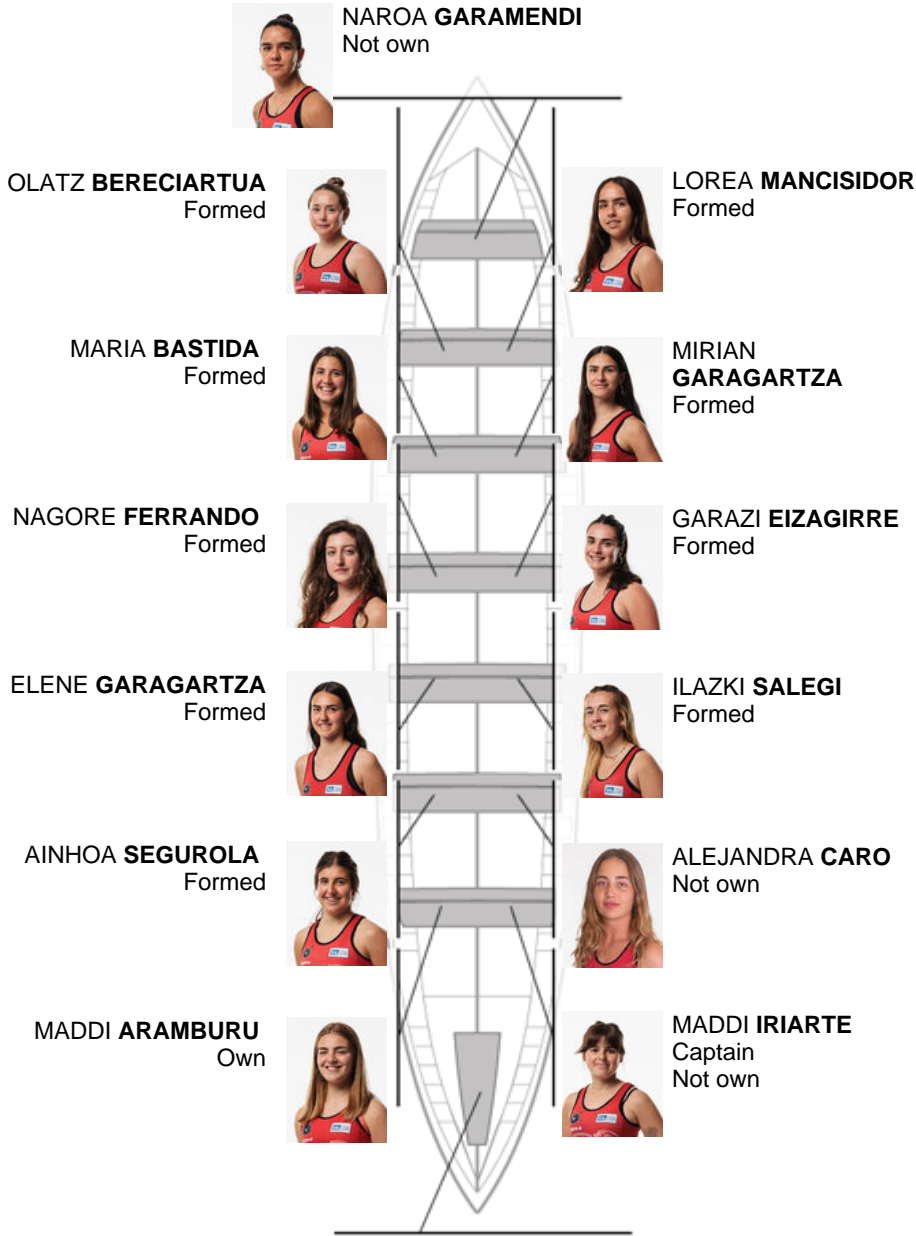 NAROA GARAMENDI
Not own
OLATZ BERECIARTUA
Formed
LOREA MANCISIDOR
Formed
MARIA BASTIDA
Formed
MIRIAN
GARAGARTZA
Formed
NAGORE FERRANDO
Formed
GARAZI EIZAGIRRE
Formed
ELENE GARAGARTZA
Formed
ILAZKI SALEGI
Formed
AINHOA SEGUROLA
Formed
ALEJANDRA CARO
Not own
MADDI ARAMBURU
Own
MADDI IRIARTE
Captain
Not own